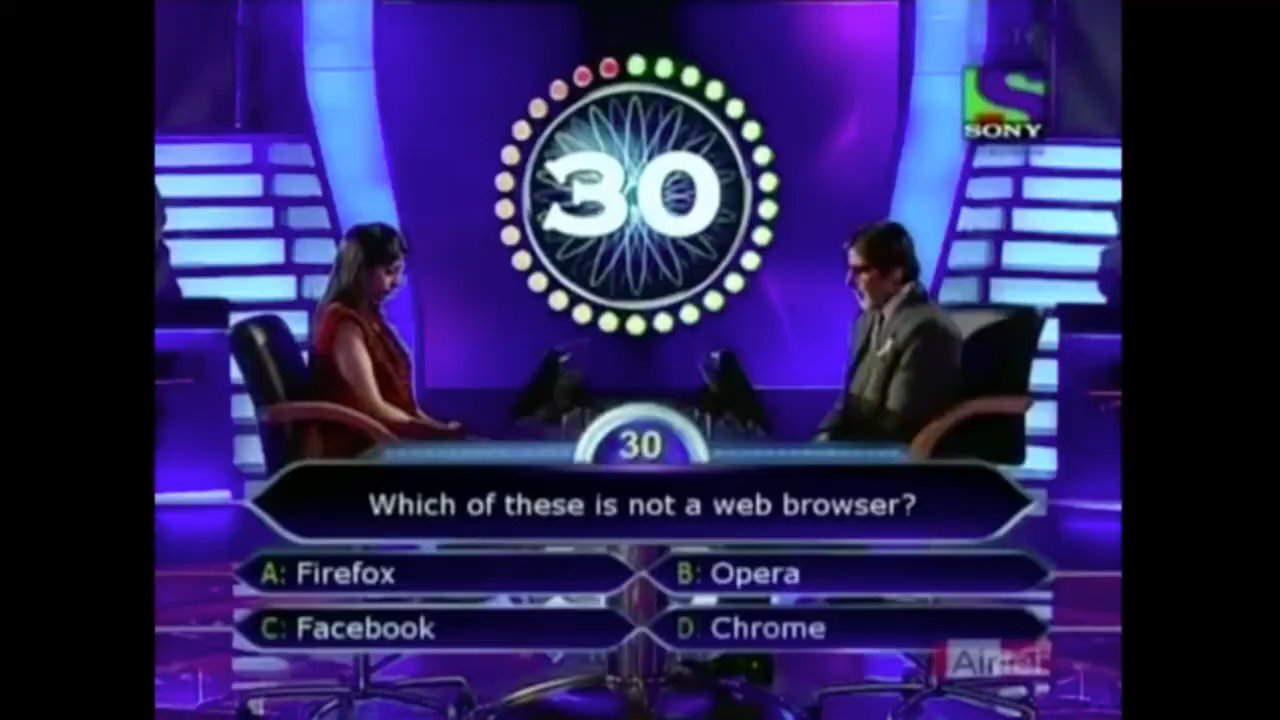 SONY
30
30
Which of these is not a web browser?
A: Firefox
B: Opera
C: Facebook
D: Chrome
Airtel